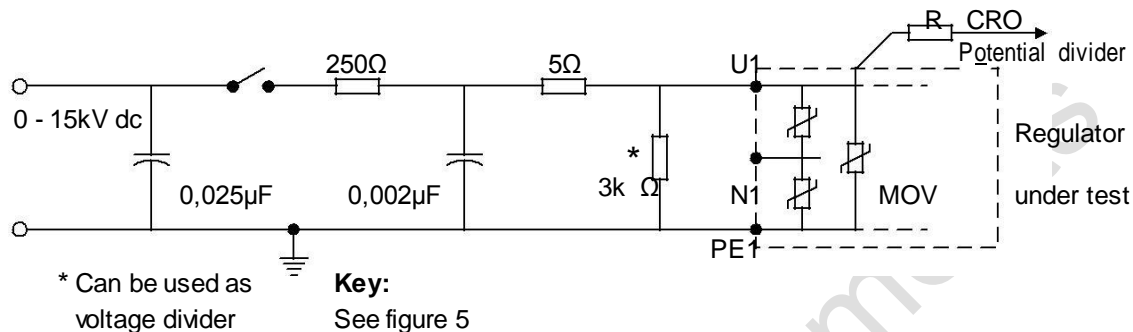 R CRO
Potential divider
250Ω 5Ω U1
0 - 15kV dc
Regulator
*
0,025µF 0,002µF 3k Ω N1 MOV under test
PE1
* Can be used as Key:
voltage divider See figure 5